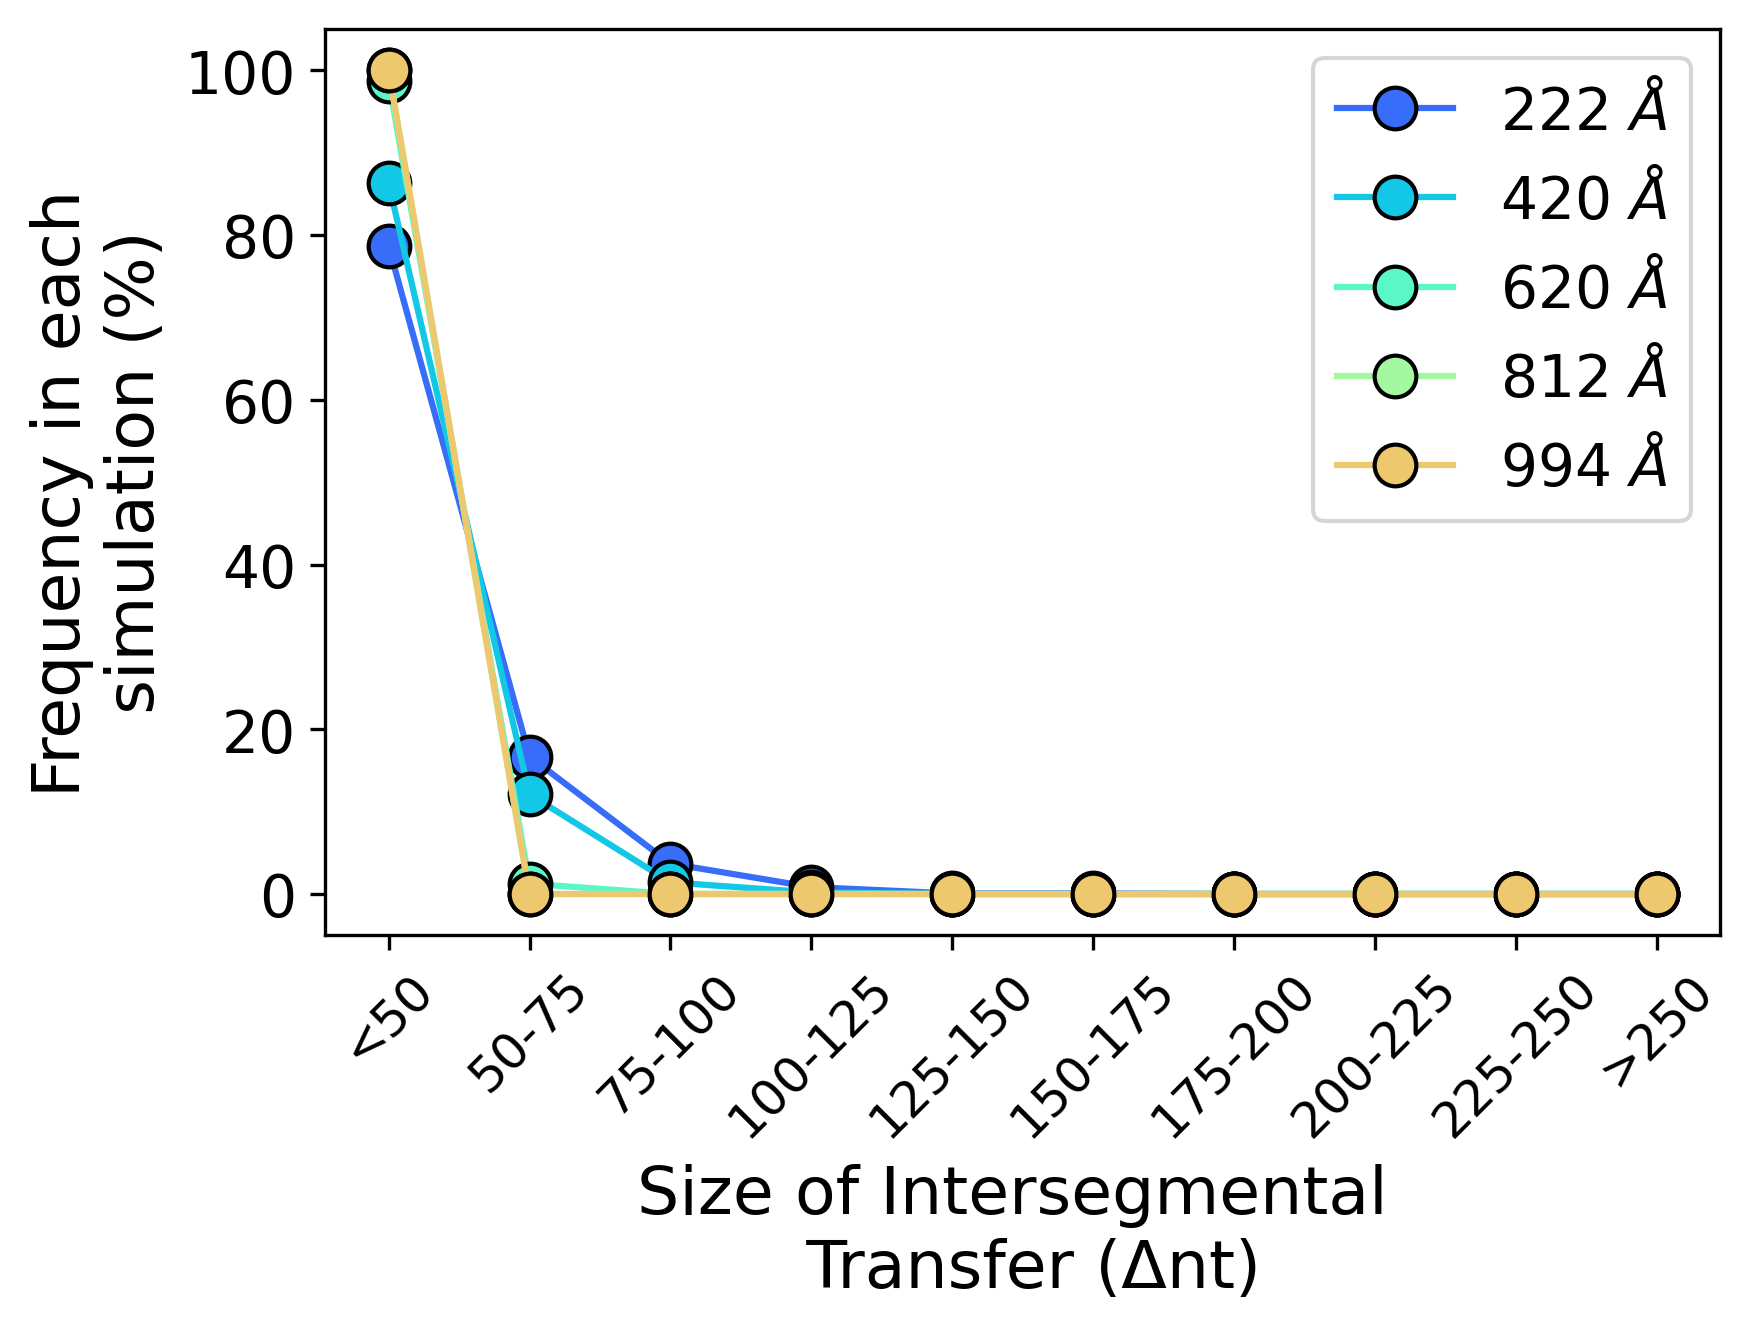 Frequency in each
simulation (%)
100
80
60
40
20
0
222 Å
420 Å
620 Å
812 Å
994 Å
<50
50-75
75-100
100-125
125-150
150-175
175-200
200-225
225-250
>250
Size of Intersegmental
Transfer (Δnt)